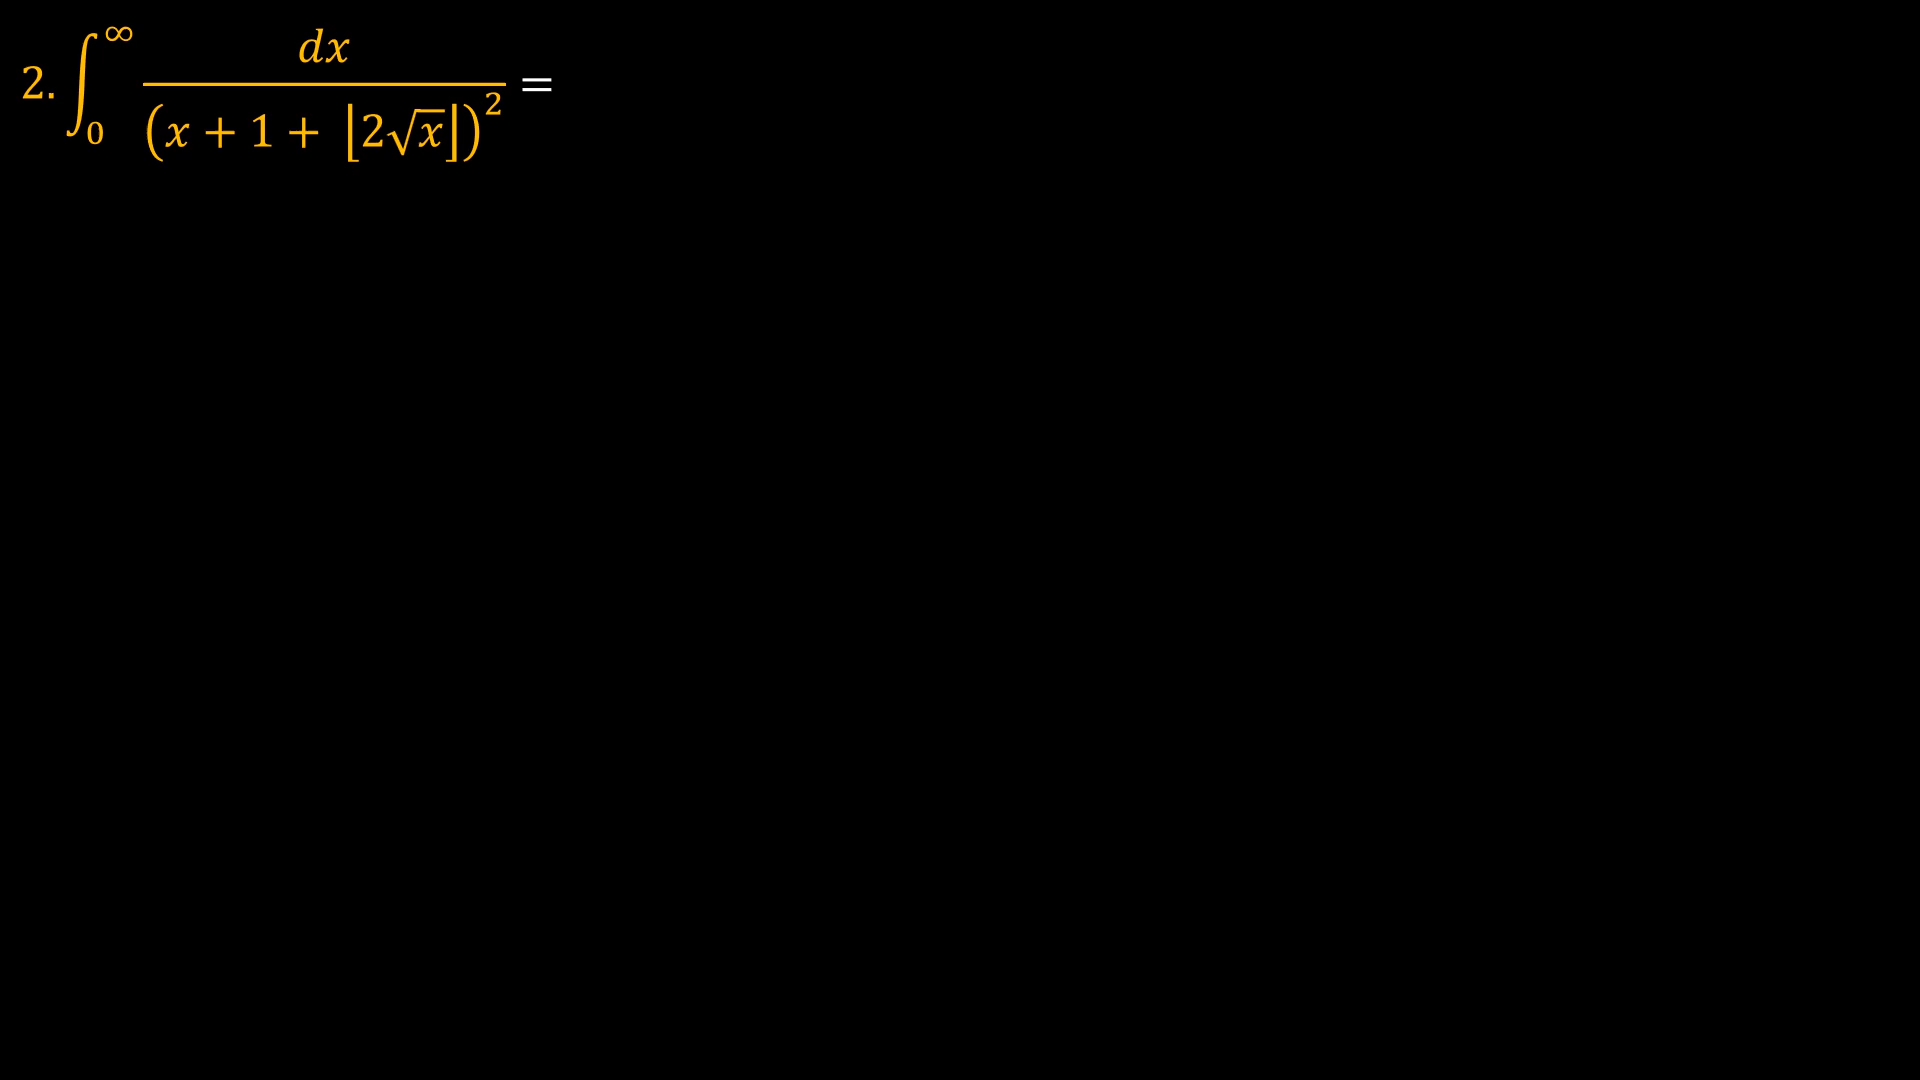 2. ∫₀^∞ dx / (x + 1 + ⌊2√x⌋)² =